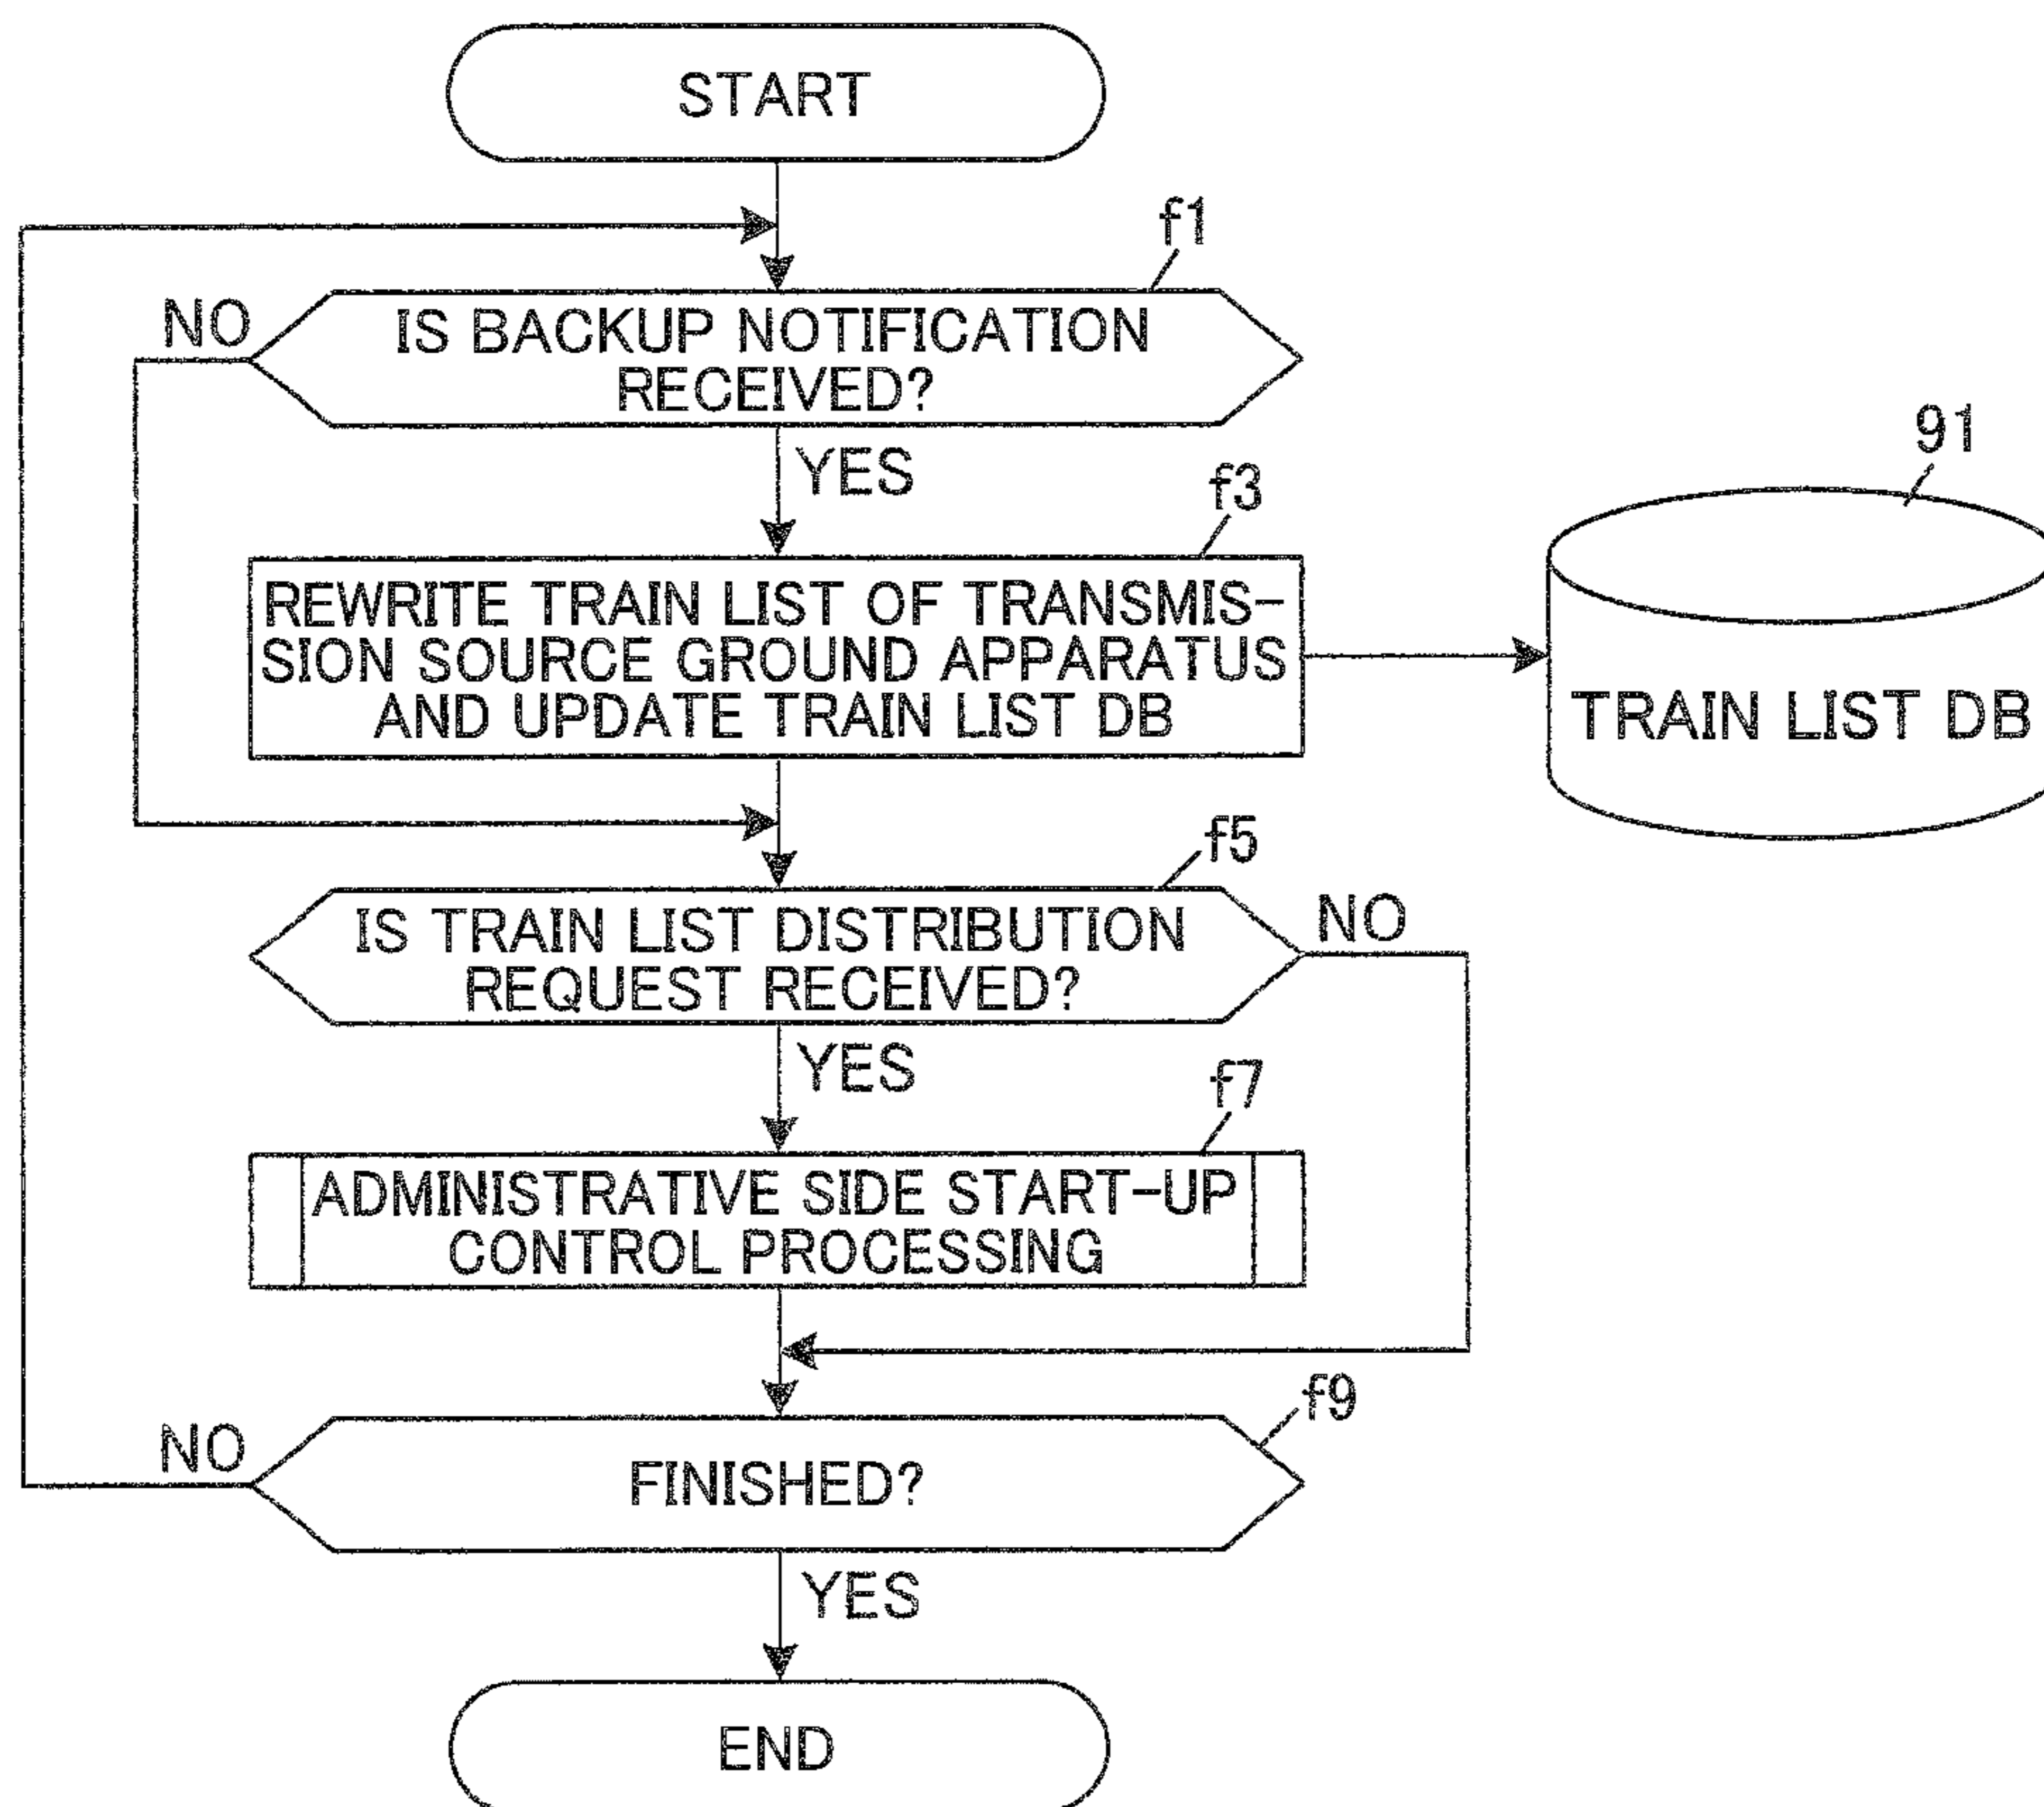 START
f1
NO
IS BACKUP NOTIFICATION
RECEIVED?
YES
f3
91
REWRITE TRAIN LIST OF TRANSMIS-
SION SOURCE GROUND APPARATUS
AND UPDATE TRAIN LIST DB
TRAIN LIST DB
f5
IS TRAIN LIST DISTRIBUTION
REQUEST RECEIVED?
NO
YES
f7
ADMINISTRATIVE SIDE START-UP
CONTROL PROCESSING
f9
NO
FINISHED?
YES
END